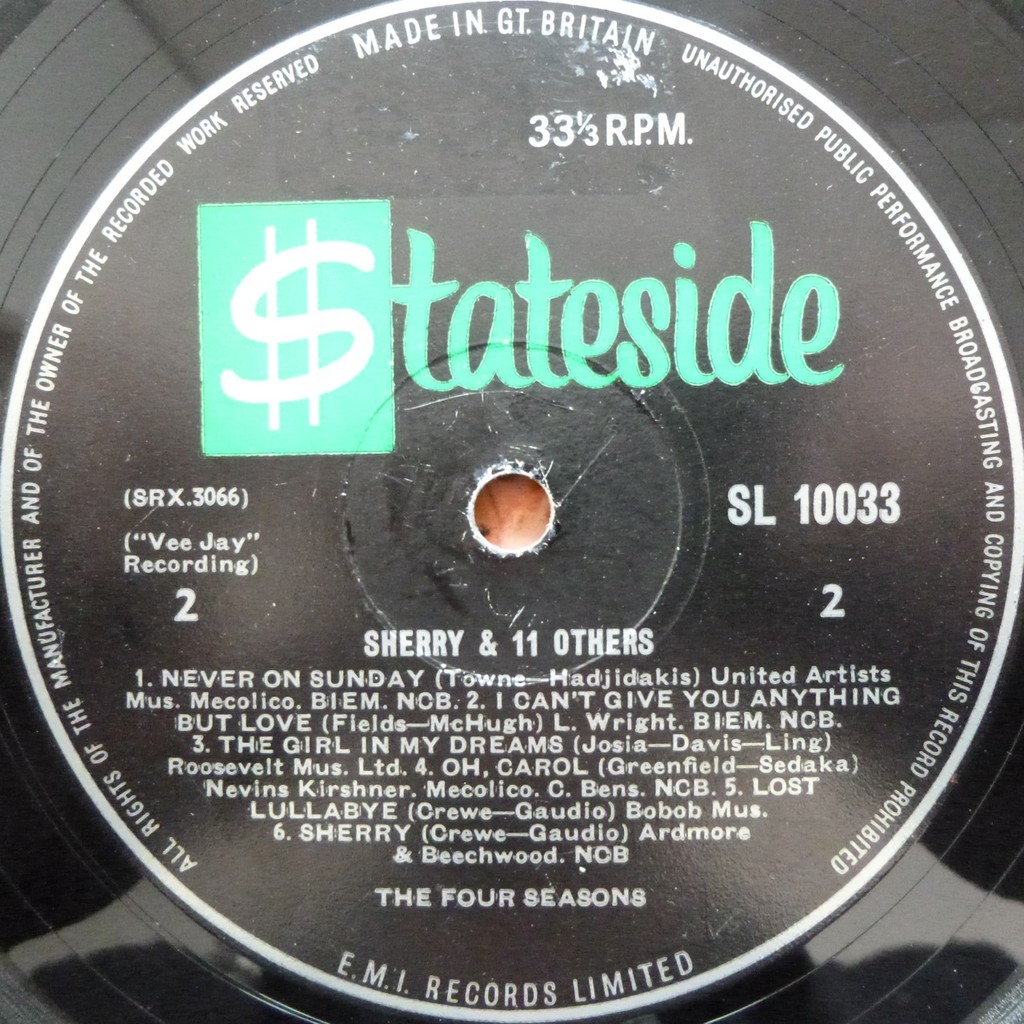 MADE IN GT. BRITAIN
UNAUTHORISED PUBLIC PERFORMANCE BROADCASTING AND COPYING OF THIS RECORD PROHIBITED
ALL RIGHTS OF THE MANUFACTURER AND OF THE OWNER OF THE RECORDED WORK RESERVED
33⅓ R.P.M.
$tateside
(SRX.3066)
SL 10033
("Vee Jay"
Recording)
2
2
SHERRY & 11 OTHERS
1. NEVER ON SUNDAY (Towne—Hadjidakis) United Artists
Mus. Mecolico. BIEM. NCB. 2. I CAN'T GIVE YOU ANYTHING
BUT LOVE (Fields—McHugh) L. Wright. BIEM. NCB.
3. THE GIRL IN MY DREAMS (Josia—Davis—Ling)
Roosevelt Mus. Ltd. 4. OH, CAROL (Greenfield—Sedaka)
Nevins Kirshner. Mecolico. C. Bens. NCB. 5. LOST
LULLABYE (Crewe—Gaudio) Bobob Mus.
6. SHERRY (Crewe—Gaudio) Ardmore
& Beechwood. NCB
THE FOUR SEASONS
E.M.I. RECORDS LIMITED